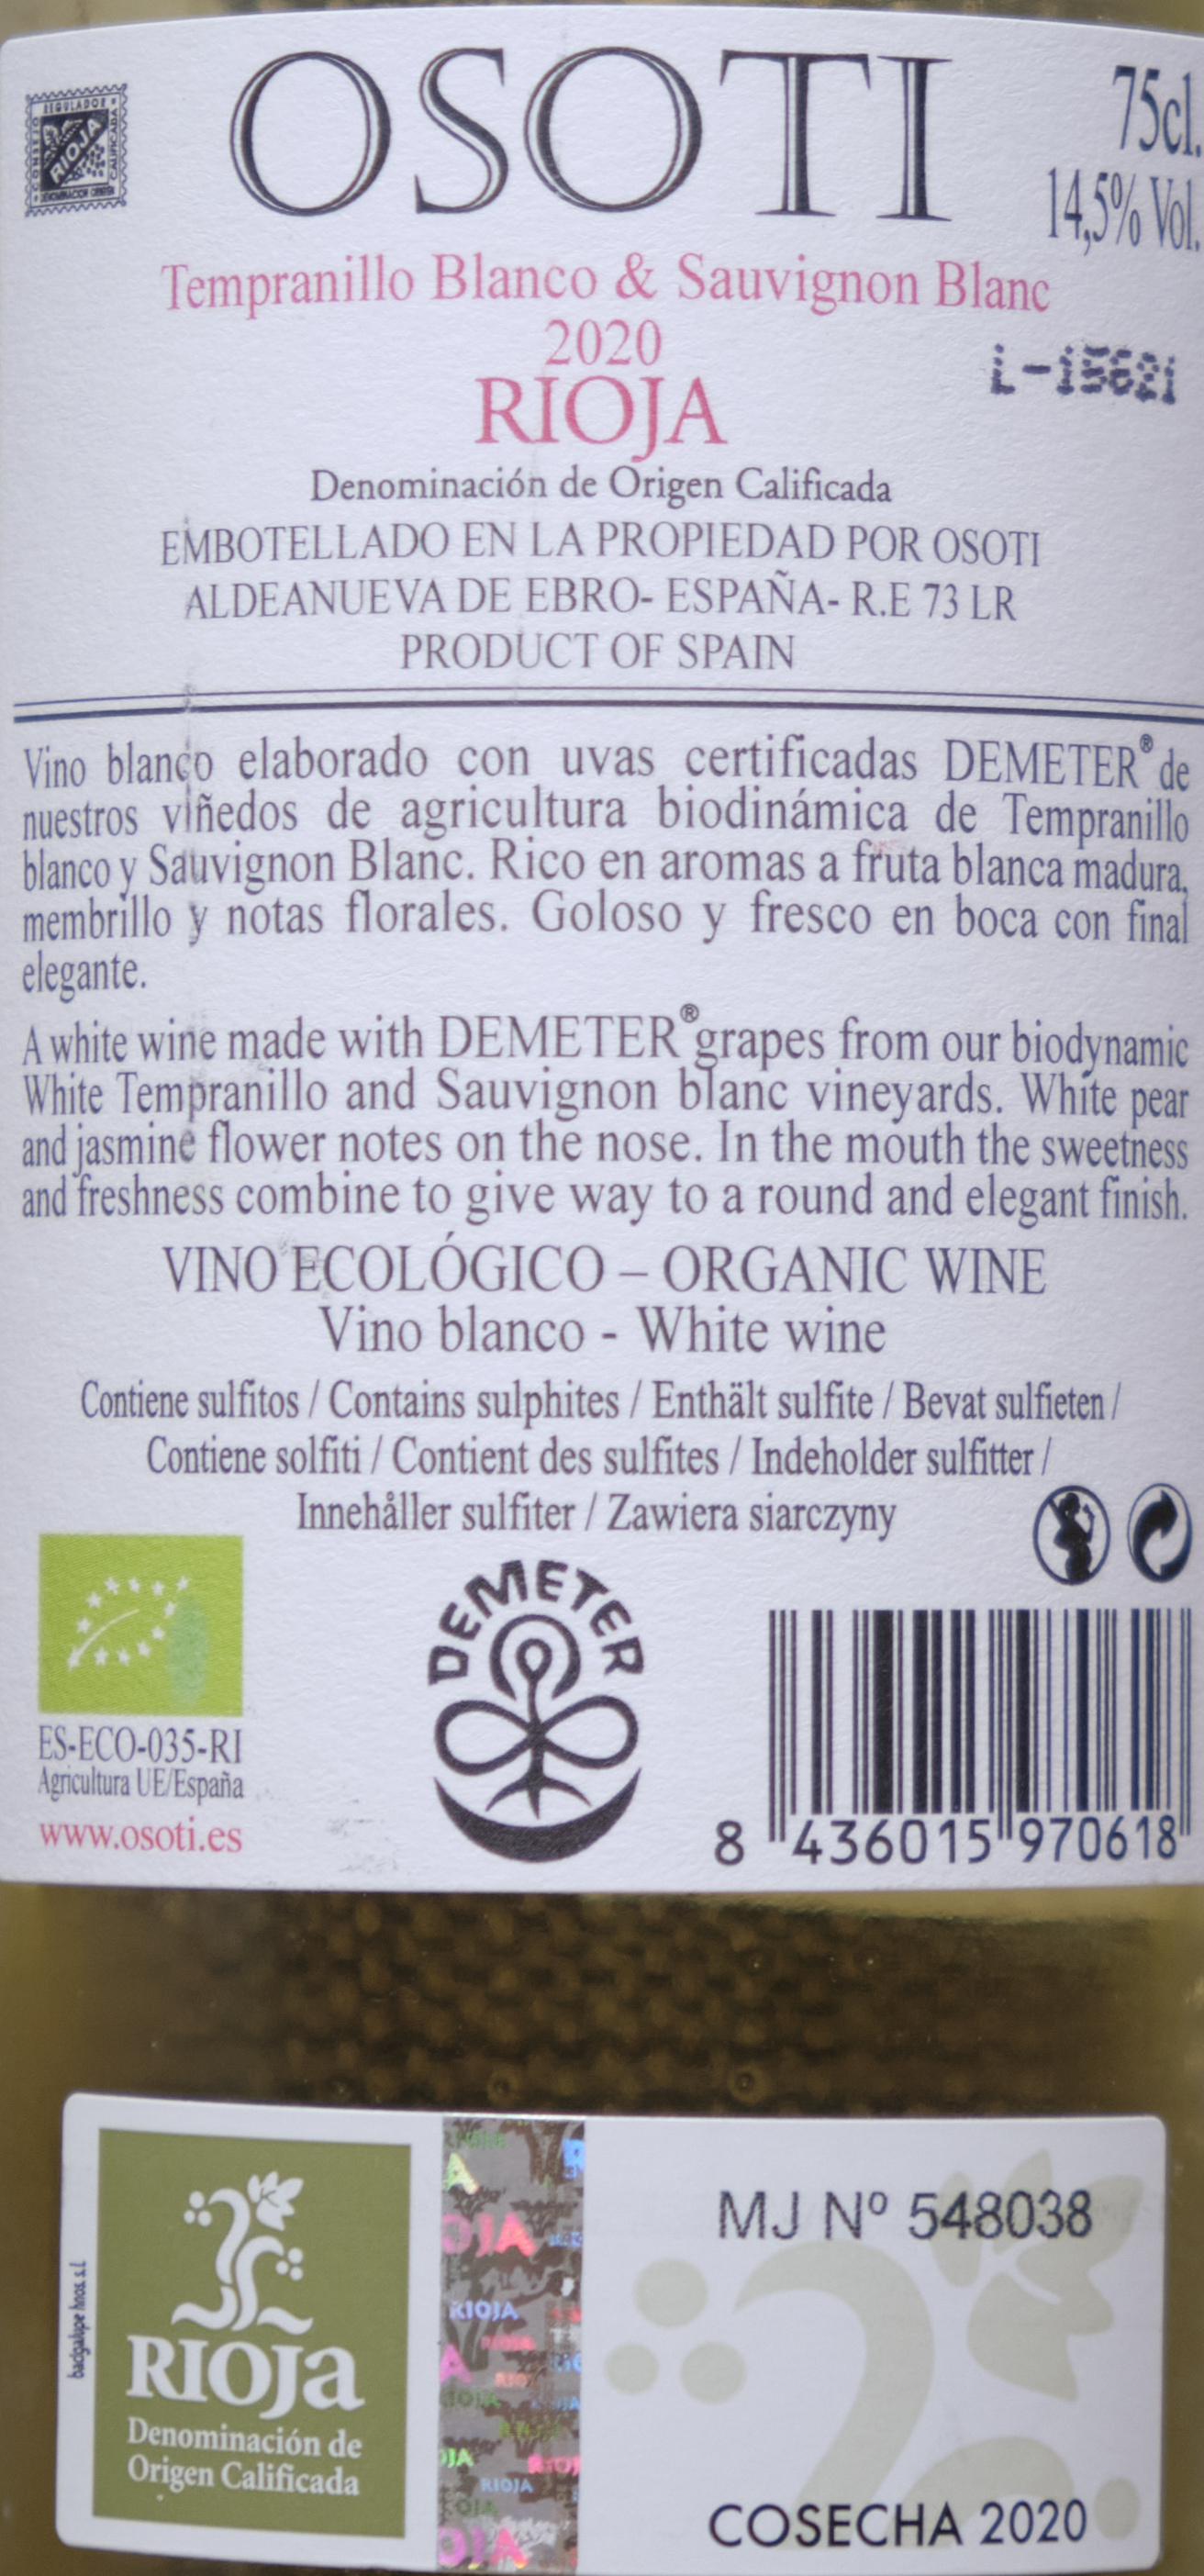 OSOTI
75cl.
14,5% Vol.
REGULADOR
CONSEJO
RIOJA
CALIFICADA
Tempranillo Blanco & Sauvignon Blanc
2020
RIOJA
Denominación de Origen Calificada
EMBOTELLADO EN LA PROPIEDAD POR OSOTI
ALDEANUEVA DE EBRO- ESPAÑA- R.E 73 LR
PRODUCT OF SPAIN
Vino blanco elaborado con uvas certificadas DEMETER® de
nuestros viñedos de agricultura biodinámica de Tempranillo
blanco y Sauvignon Blanc. Rico en aromas a fruta blanca madura,
membrillo y notas florales. Goloso y fresco en boca con final
elegante.
A white wine made with DEMETER® grapes from our biodynamic
White Tempranillo and Sauvignon blanc vineyards. White pear
and jasmine flower notes on the nose. In the mouth the sweetness
and freshness combine to give way to a round and elegant finish.
VINO ECOLÓGICO – ORGANIC WINE
Vino blanco - White wine
Contiene sulfitos / Contains sulphites / Enthält sulfite / Bevat sulfieten /
Contiene solfiti / Contient des sulfites / Indeholder sulfitter /
Innehåller sulfiter / Zawiera siarczyny
DEMETER
ES-ECO-035-RI
Agricultura UE/España
www.osoti.es
8 436015 970618
badgalupe hnos. s.l
RIOJA
Denominación de
Origen Calificada
RIOJA
RIOJA
MJ Nº 548038
COSECHA 2020